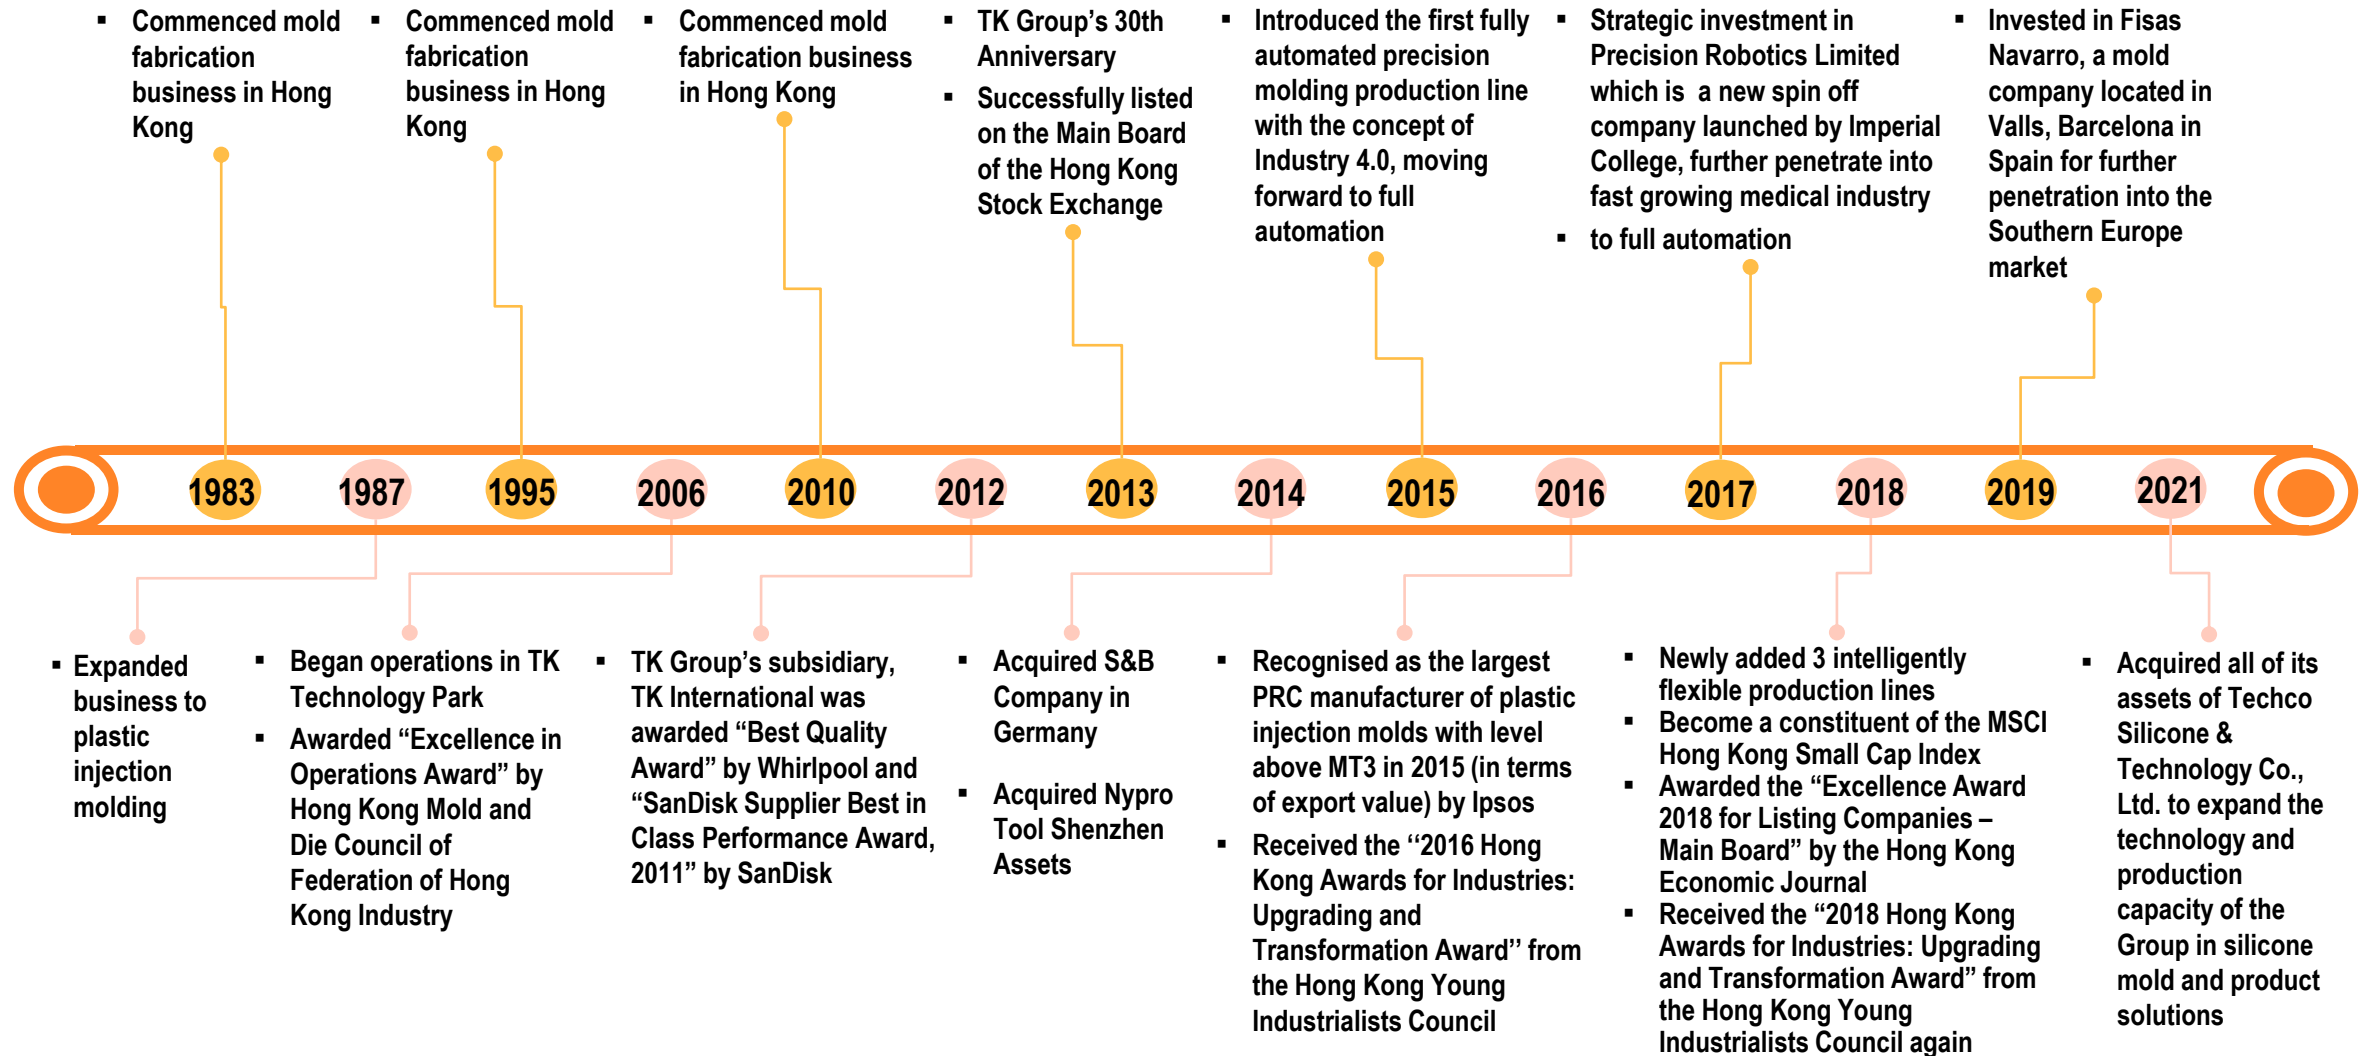 ▪ Commenced mold
fabrication
business in Hong
Kong
▪ Commenced mold
fabrication
business in Hong
Kong
▪ Commenced mold
fabrication business
in Hong Kong
▪ TK Group’s 30th
Anniversary
▪ Successfully listed
on the Main Board
of the Hong Kong
Stock Exchange
▪ Introduced the first fully
automated precision
molding production line
with the concept of
Industry 4.0, moving
forward to full
automation
▪ Strategic investment in
Precision Robotics Limited
which is a new spin off
company launched by Imperial
College, further penetrate into
fast growing medical industry
▪ to full automation
▪ Invested in Fisas
Navarro, a mold
company located in
Valls, Barcelona in
Spain for further
penetration into the
Southern Europe
market
1983 1987 1995 2006 2010 2012 2013 2014 2015 2016 2017 2018 2019 2021
▪ Expanded
business to
plastic
injection
molding
▪ Began operations in TK
Technology Park
▪ Awarded “Excellence in
Operations Award” by
Hong Kong Mold and
Die Council of
Federation of Hong
Kong Industry
▪ TK Group’s subsidiary,
TK International was
awarded “Best Quality
Award” by Whirlpool and
“SanDisk Supplier Best in
Class Performance Award,
2011” by SanDisk
▪ Acquired S&B
Company in
Germany
▪ Acquired Nypro
Tool Shenzhen
Assets
▪ Recognised as the largest
PRC manufacturer of plastic
injection molds with level
above MT3 in 2015 (in terms
of export value) by Ipsos
▪ Received the ‘‘2016 Hong
Kong Awards for Industries:
Upgrading and
Transformation Award’’ from
the Hong Kong Young
Industrialists Council
▪ Newly added 3 intelligently
flexible production lines
▪ Become a constituent of the MSCI
Hong Kong Small Cap Index
▪ Awarded the “Excellence Award
2018 for Listing Companies –
Main Board” by the Hong Kong
Economic Journal
▪ Received the “2018 Hong Kong
Awards for Industries: Upgrading
and Transformation Award” from
the Hong Kong Young
Industrialists Council again
▪ Acquired all of its
assets of Techco
Silicone &
Technology Co.,
Ltd. to expand the
technology and
production
capacity of the
Group in silicone
mold and product
solutions